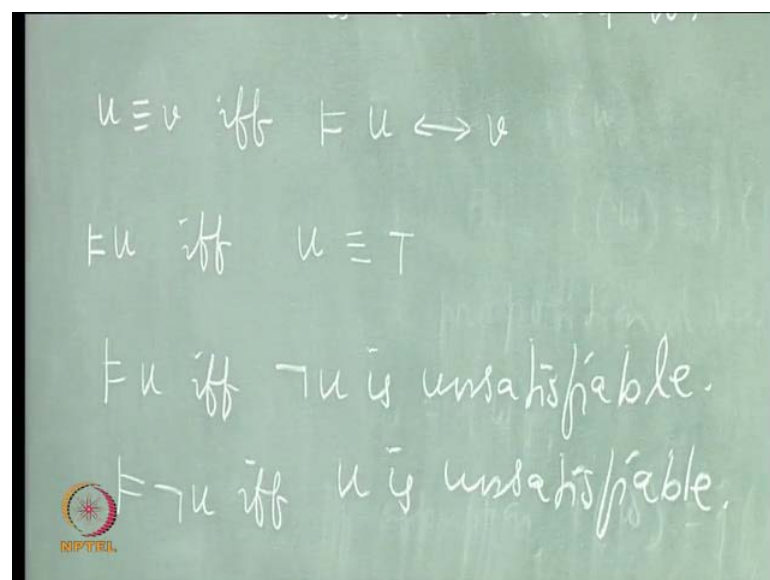 u ≡ v iff ⊨ u ↔ v
⊨ u iff u ≡ ⊤
⊨ u iff ¬u is unsatisfiable.
⊨ ¬u iff u is unsatisfiable.
NPTEL